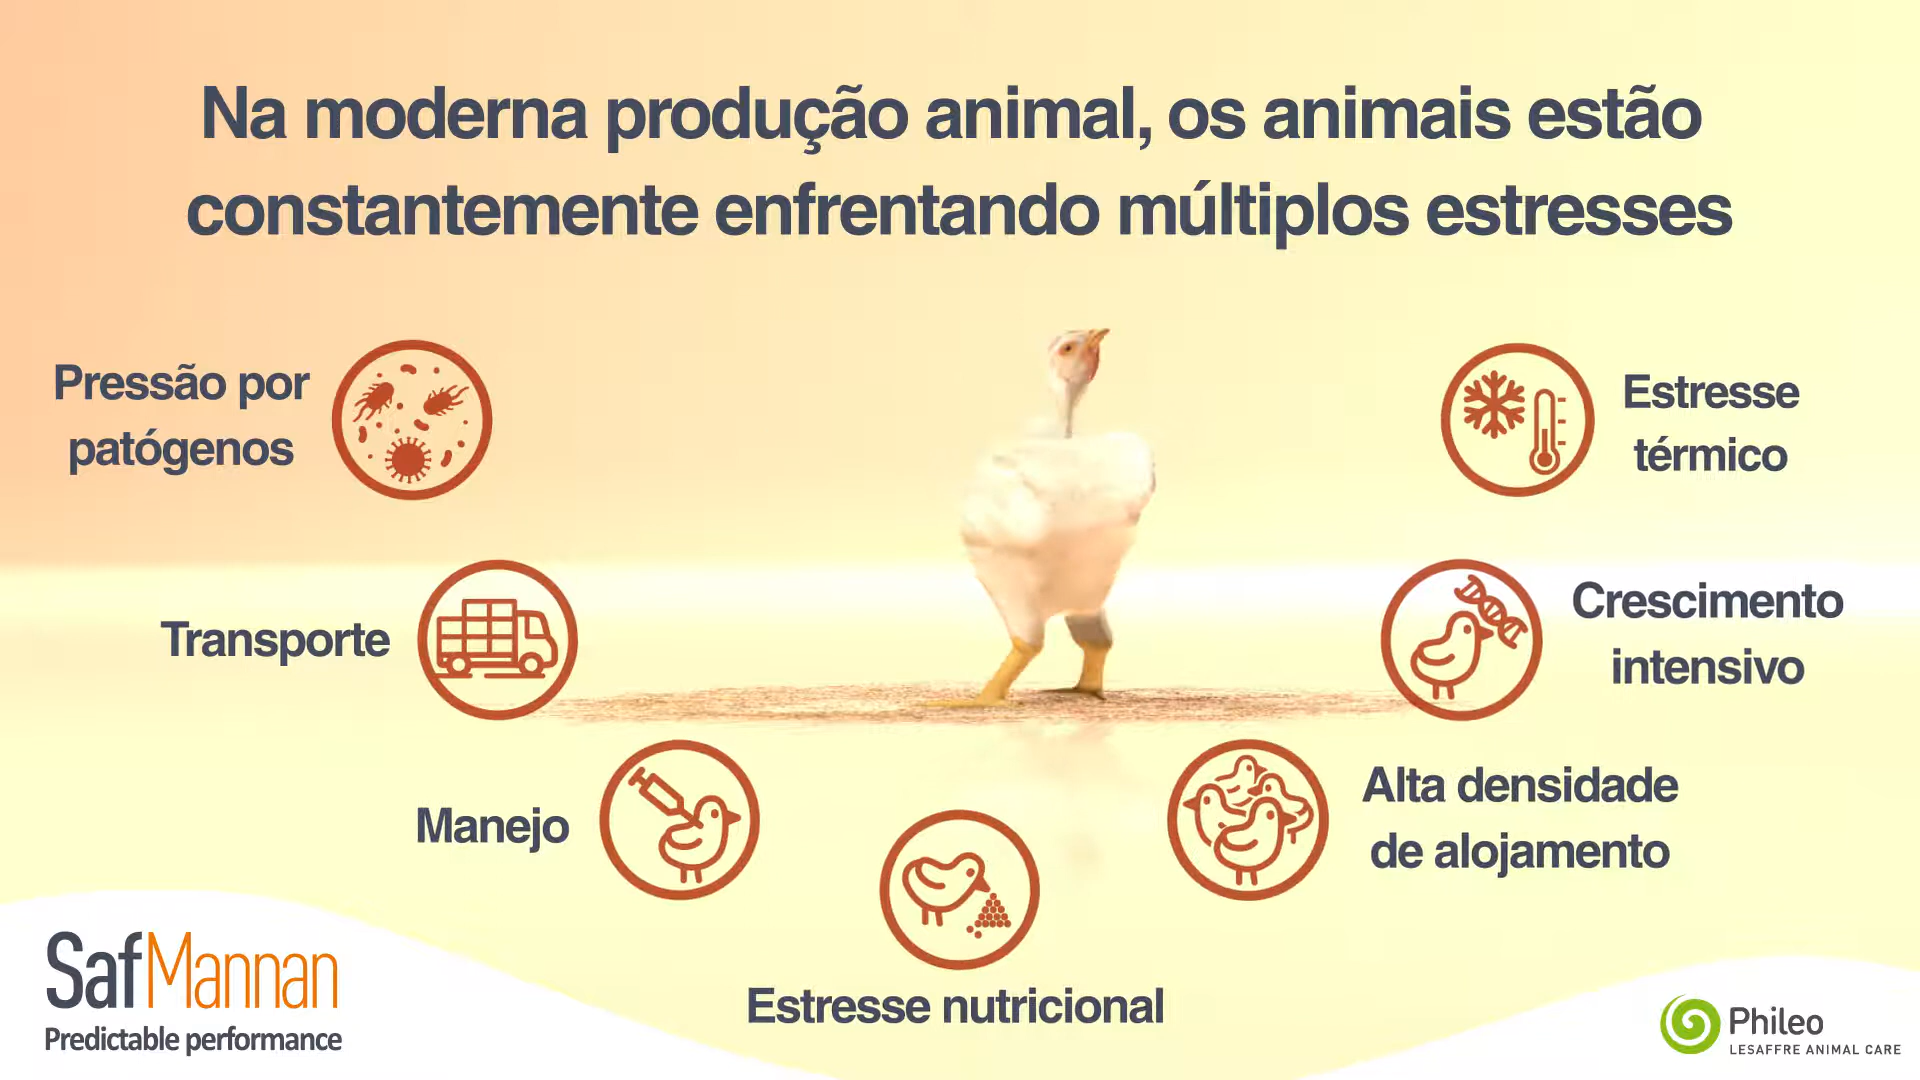 Na moderna produção animal, os animais estão
constantemente enfrentando múltiplos estresses
Pressão por
patógenos
Estresse
térmico
Transporte
Crescimento
intensivo
Manejo
Alta densidade
de alojamento
Estresse nutricional
SafMannan
Predictable performance
Phileo
LESAFFRE ANIMAL CARE